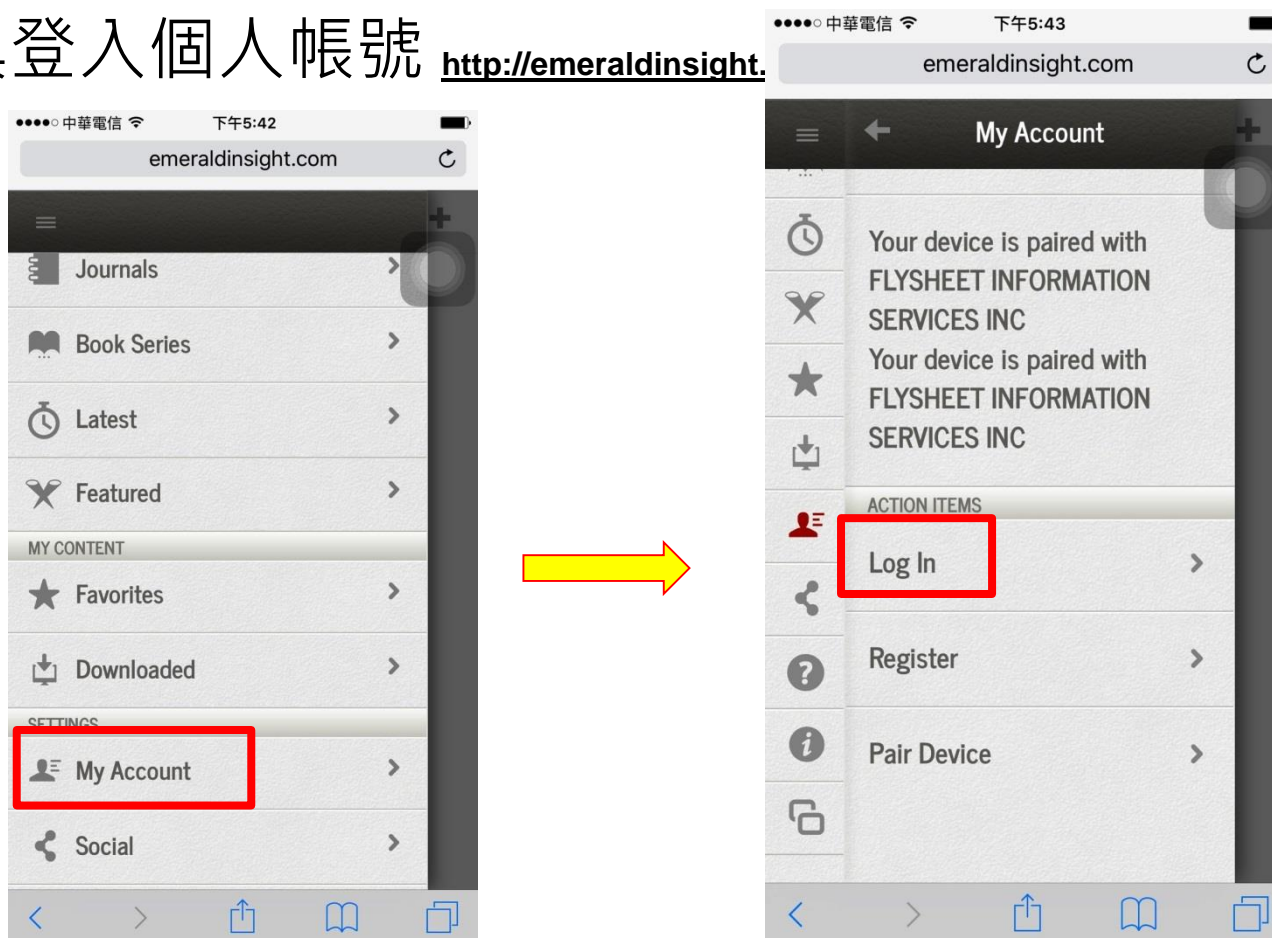 登入個人帳號 http://emeraldinsight.
中華電信 下午5:42
emeraldinsight.com
Journals
Book Series
Latest
Featured
MY CONTENT
Favorites
Downloaded
SETTINGS
My Account
Social
中華電信 下午5:43
emeraldinsight.com
My Account
Your device is paired with
FLYSHEET INFORMATION
SERVICES INC
Your device is paired with
FLYSHEET INFORMATION
SERVICES INC
ACTION ITEMS
Log In
Register
Pair Device